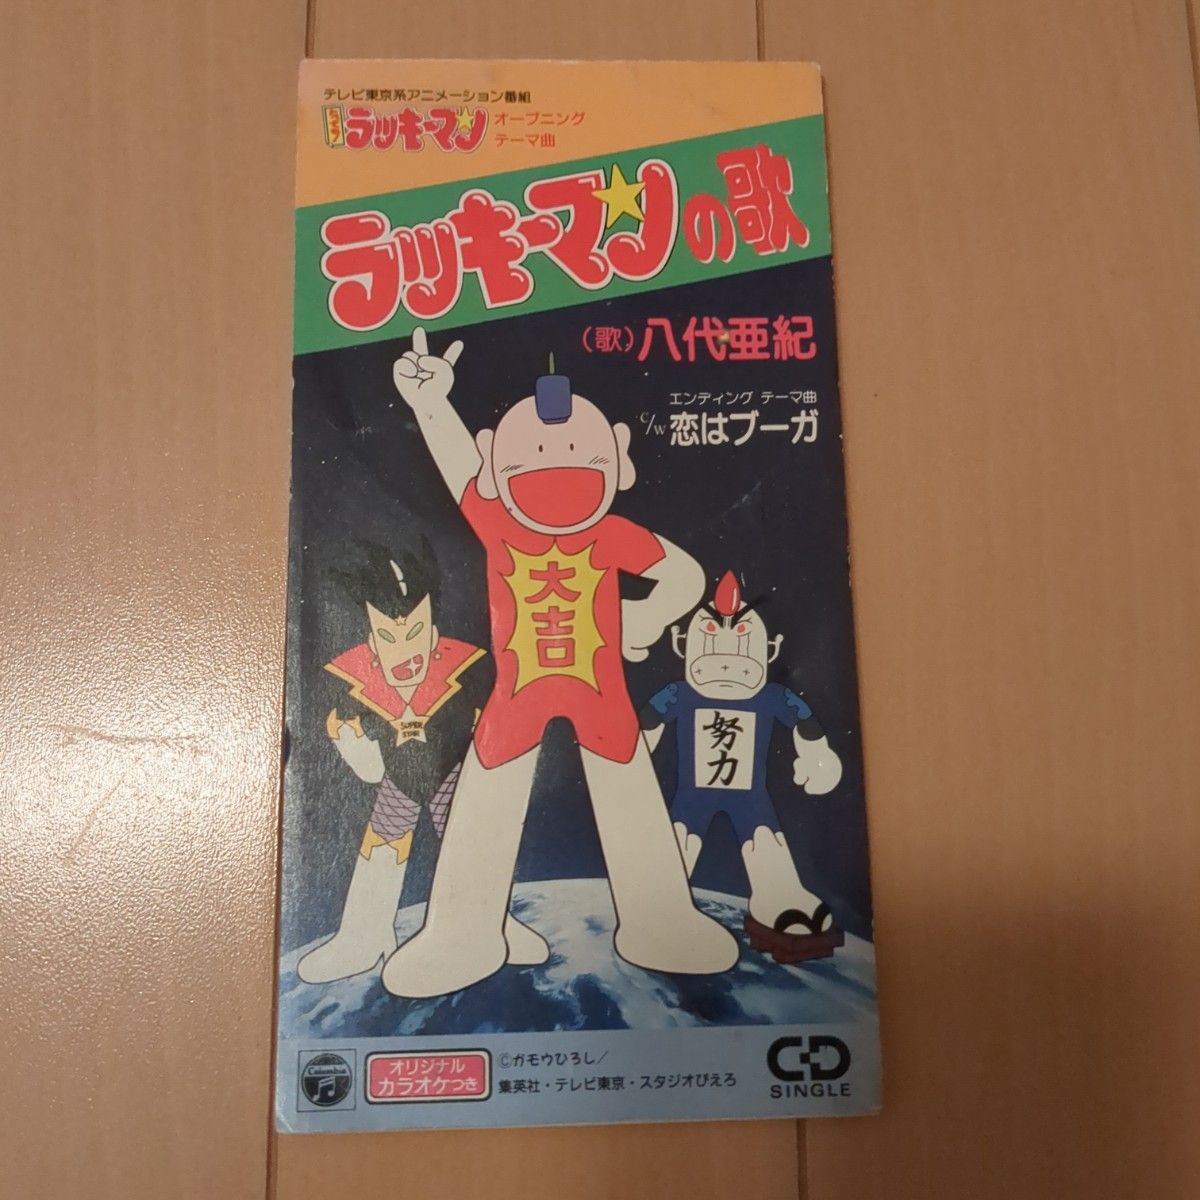 テレビ東京系アニメーション番組
とっても!ラッキーマン
オープニング
テーマ曲
ラッキーマンの歌
(歌)八代亜紀
エンディング テーマ曲
c/w 恋はブーガ
大吉
SUPER
STAR
努力
Columbia
オリジナル
カラオケつき
©ガモウひろし/
集英社・テレビ東京・スタジオぴえろ
CD
SINGLE